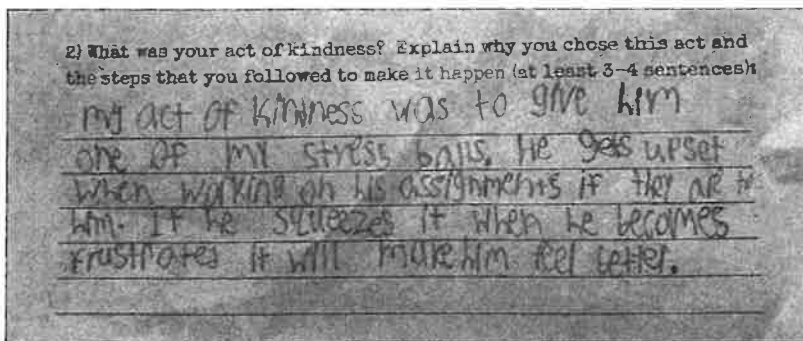 2) What was your act of kindness? Explain why you chose this act and
the steps that you followed to make it happen (at least 3-4 sentences):
my act of kindness was to give him
one of my stress balls. He gets upset
when working on his assignments if they are
him. If he squeezes it when he becomes
frustrates it will make him feel better.